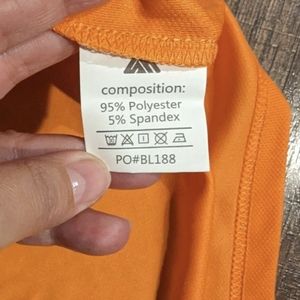 composition:
95% Polyester
5% Spandex
PO#BL188